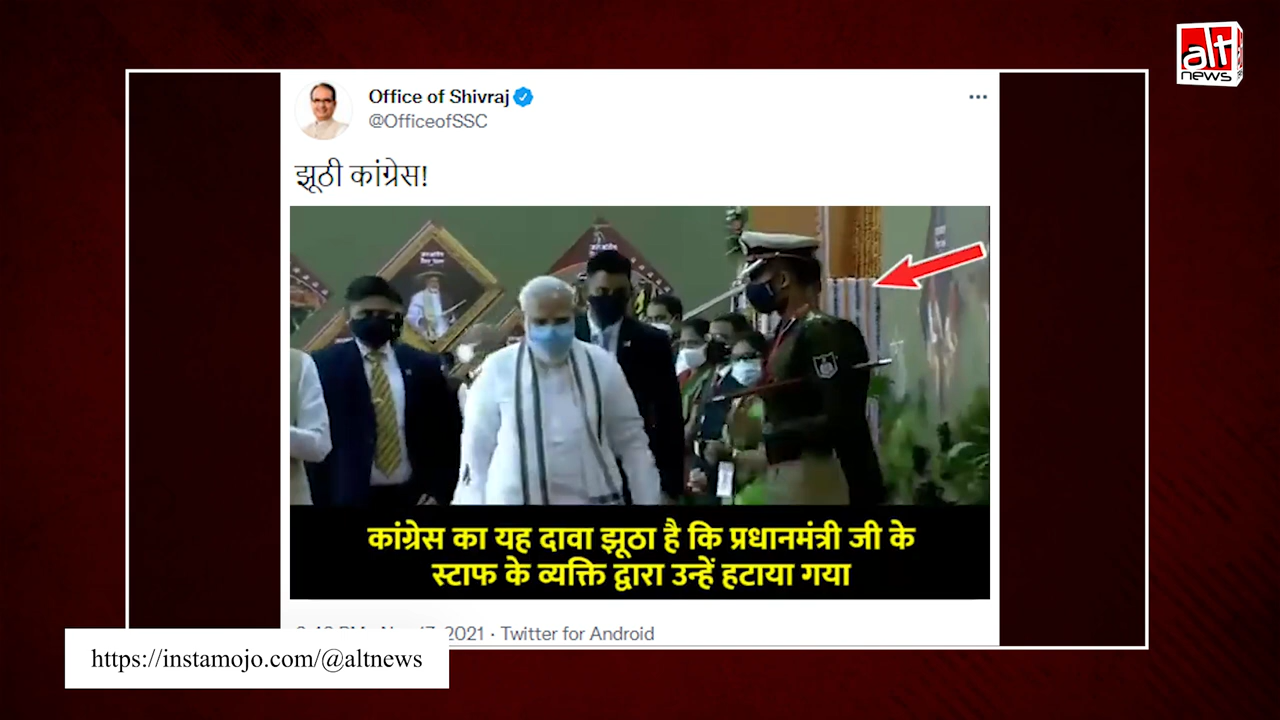 alt
news
Office of Shivraj
@OfficeofSSC
झूठी कांग्रेस!
कांग्रेस का यह दावा झूठा है कि प्रधानमंत्री जी के
स्टाफ के व्यक्ति द्वारा उन्हें हटाया गया
2021 · Twitter for Android
https://instamojo.com/@altnews